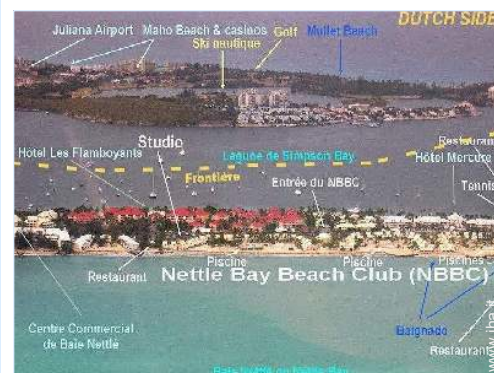 DUTCH SIDE
Juliana Airport
Maho Beach & casinos
Golf
Mullet Beach
Ski nautique
Studio
Restaurant
Hôtel Les Flamboyants
Lagune de Simpson Bay
Hôtel Mercure
Frontière
Entrée du NBBC
Tennis
Restaurant
Piscine
Piscine
Piscines
Nettle Bay Beach Club (NBBC)
Centre Commercial
de Baie Nettlé
Baignade
Restaurant